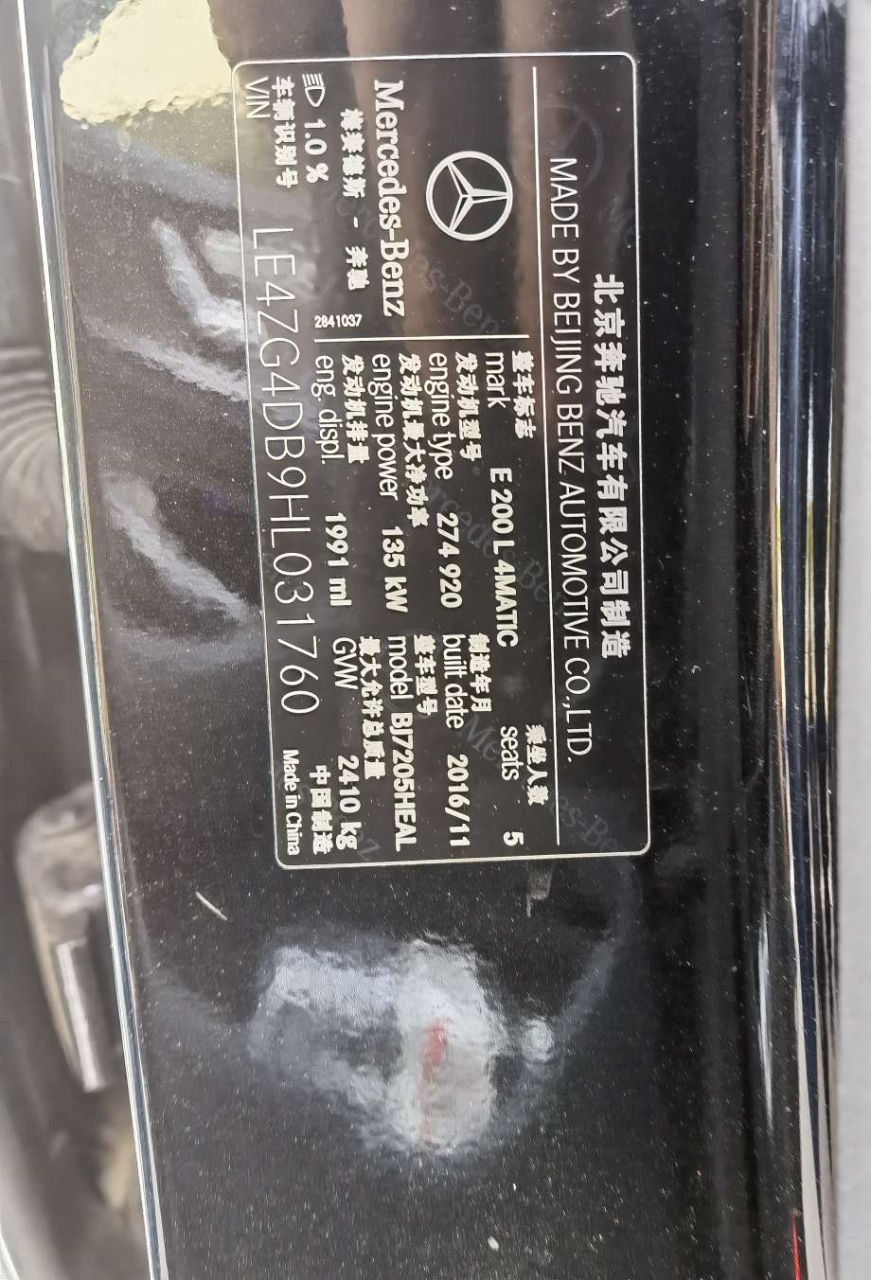 北京奔驰汽车有限公司制造
MADE BY BEIJING BENZ AUTOMOTIVE CO.,LTD.
Mercedes-Benz
梅赛德斯 - 奔驰
1.0 %
2841037
整车标志
mark E 200 L 4MATIC
乘坐人数
seats 5
发动机型号
engine type 274 920
制造年月
built date 2016/11
发动机最大净功率
engine power 135 kW
整车型号
model BJ7205HEAL
发动机排量
eng. displ. 1991 ml
最大允许总质量
GVW 2410 kg
车辆识别号
VIN LE4ZG4DB9HL031760
中国制造
Made in China